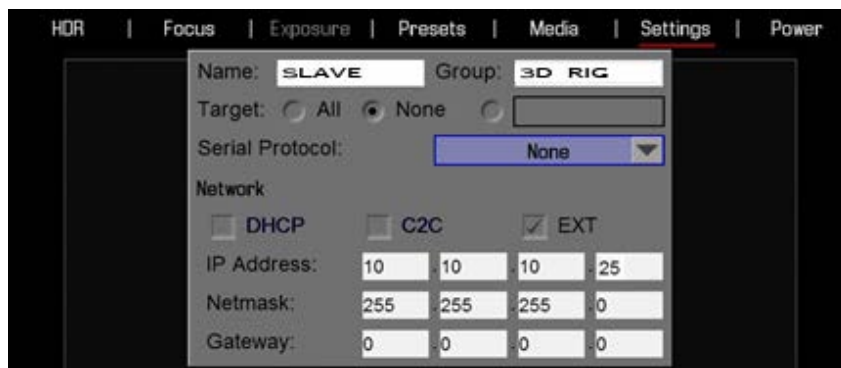 HDR | Focus | Exposure | Presets | Media | Settings | Power
Name: SLAVE Group: 3D RIG
Target: All None
Serial Protocol: None
Network
DHCP C2C EXT
IP Address: 10 .10 .10 .25
Netmask: 255 .255 .255 .0
Gateway: 0 .0 .0 .0